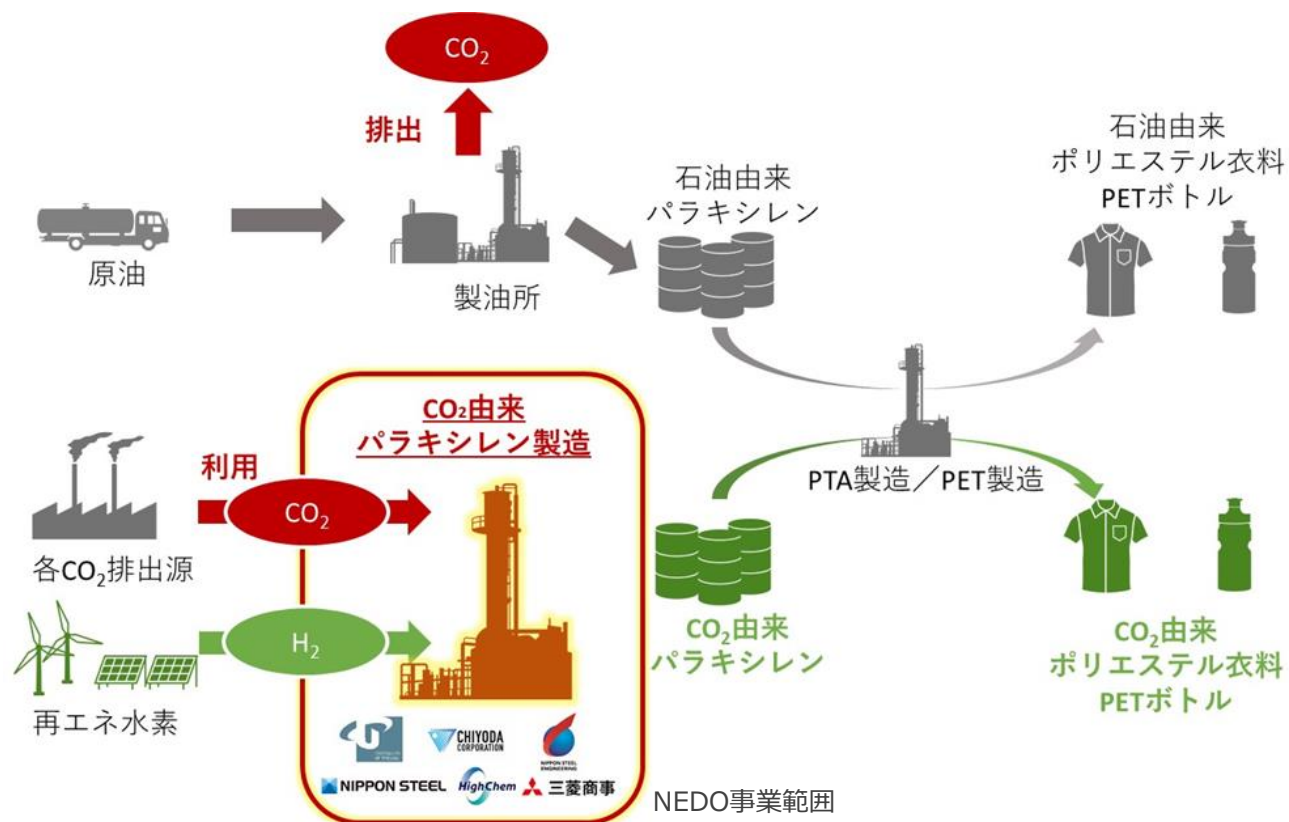 CO₂
排出
原油
製油所
石油由来
パラキシレン
石油由来
ポリエステル衣料
PETボトル
CO₂由来
パラキシレン製造
利用
CO₂
各CO₂排出源
H₂
再エネ水素
CHIYODA
CORPORATION
NIPPON STEEL
ENGINEERING
NIPPON STEEL
HighChem
三菱商事
NEDO事業範囲
PTA製造／PET製造
CO₂由来
パラキシレン
CO₂由来
ポリエステル衣料
PETボトル